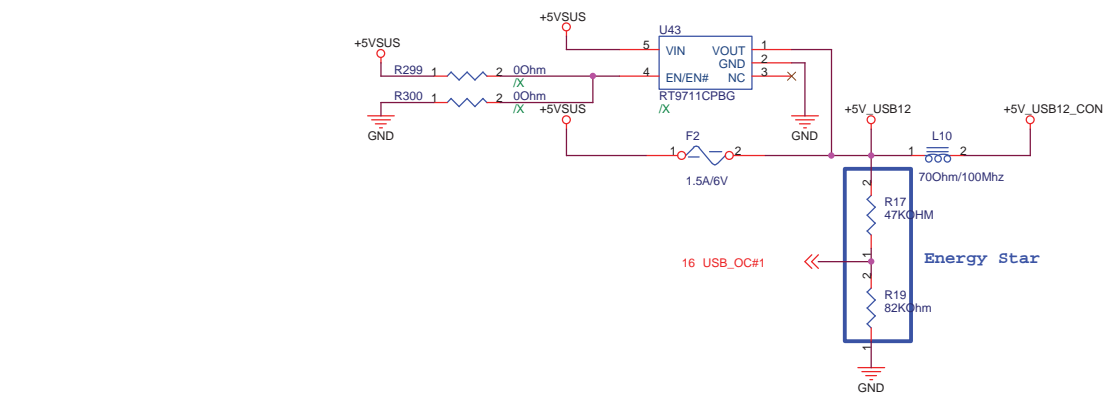 +5VSUS
U43
+5VSUS
5 VIN VOUT 1
GND 2
R299 1 2 0Ohm 4 EN/EN# NC 3
/X
R300 1 2 0Ohm RT9711CPBG
/X +5VSUS /X
+5V_USB12 +5V_USB12_CON
GND GND
F2 L10
1 2 1 2
1.5A/6V 70Ohm/100Mhz
2
R17
47KOHM
1
16 USB_OC#1 Energy Star
2
R19
82KOhm
1
GND